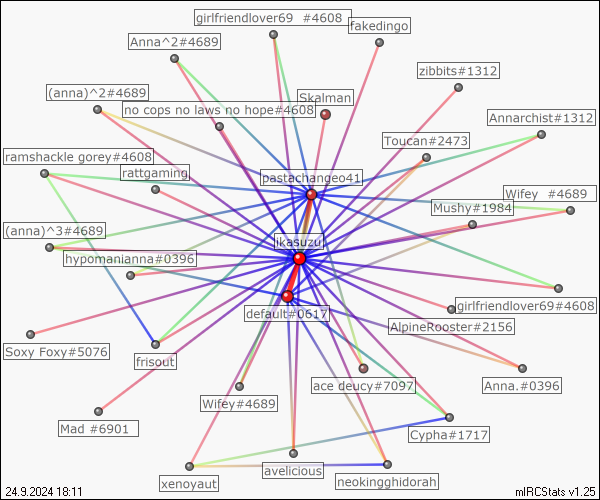 girlfriendlover69 #4608
fakedingo
Anna^2#4689
zibbits#1312
(anna)^2#4689
Skalman
no cops no laws no hope#4608
Annarchist#1312
Toucan#2473
ramshackle gorey#4608
rattgaming
pastachangeo41
Wifey #4689
Mushy#1984
(anna)^3#4689
likasuzu
hypomanianna#0396
girlfriendlover69#4608
default#0617
AlpineRooster#2156
Soxy Foxy#5076
frisout
Anna.#0396
ace deucy#7097
Wifey#4689
Mad #6901
Cypha#1717
avelicious
xenoyaut
neokingghidorah
24.9.2024 18:11
mIRCStats v1.25